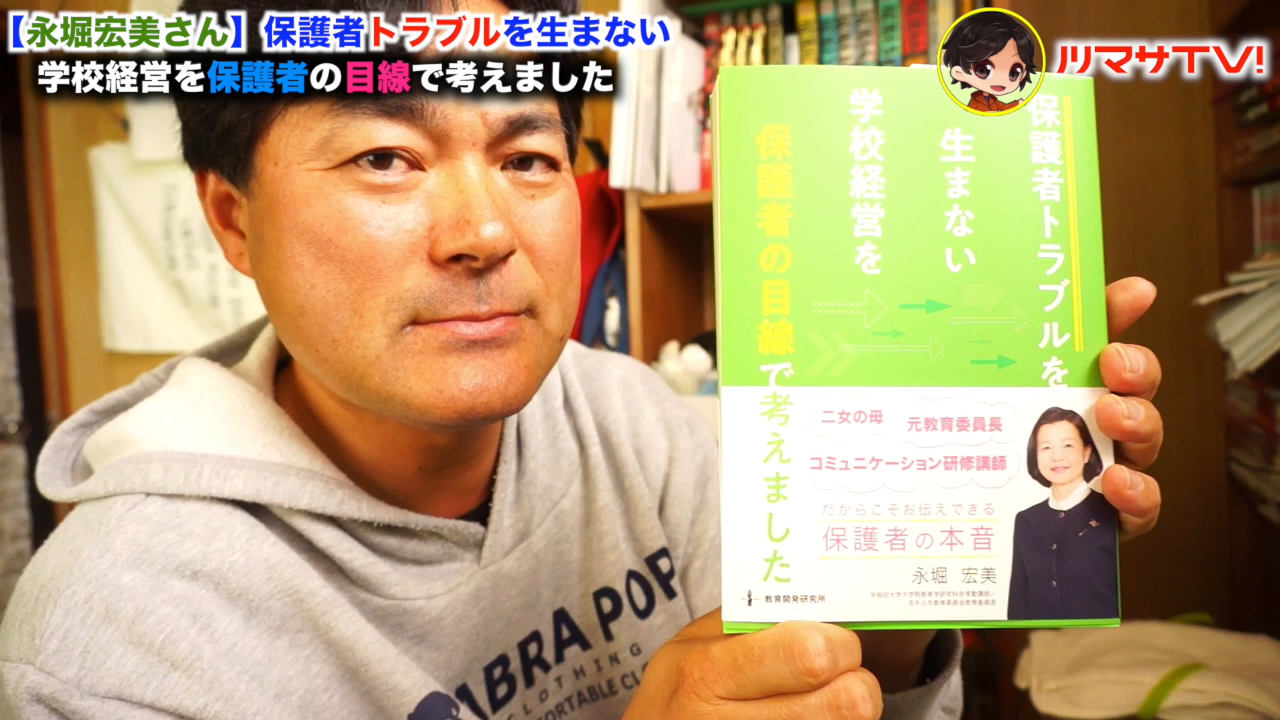 【永堀宏美さん】保護者トラブルを生まない
学校経営を保護者の目線で考えました
ツマサTV!
保護者トラブルを
生まない
学校経営を
保護者の目線で考えました
二女の母
元教育委員長
コミュニケーション研修講師
だからこそお伝えできる
保護者の本音
永堀 宏美
教育開発研究所
ABRA POP
CLOTHING